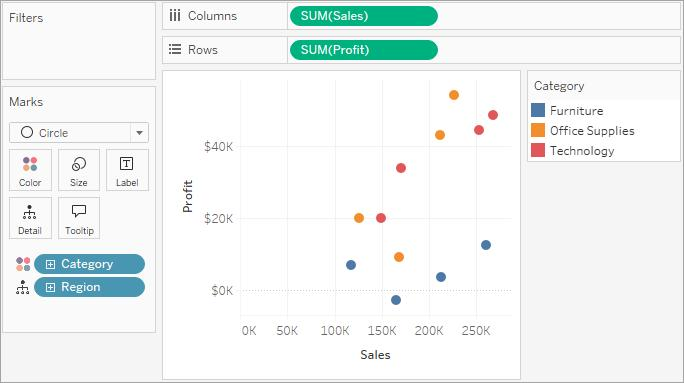 Filters
Columns
SUM(Sales)
Rows
SUM(Profit)
Marks
Circle
Color
Size
Label
Detail
Tooltip
Category
Region
Profit
$40K
$20K
$0K
0K 50K 100K 150K 200K 250K
Sales
Category
Furniture
Office Supplies
Technology